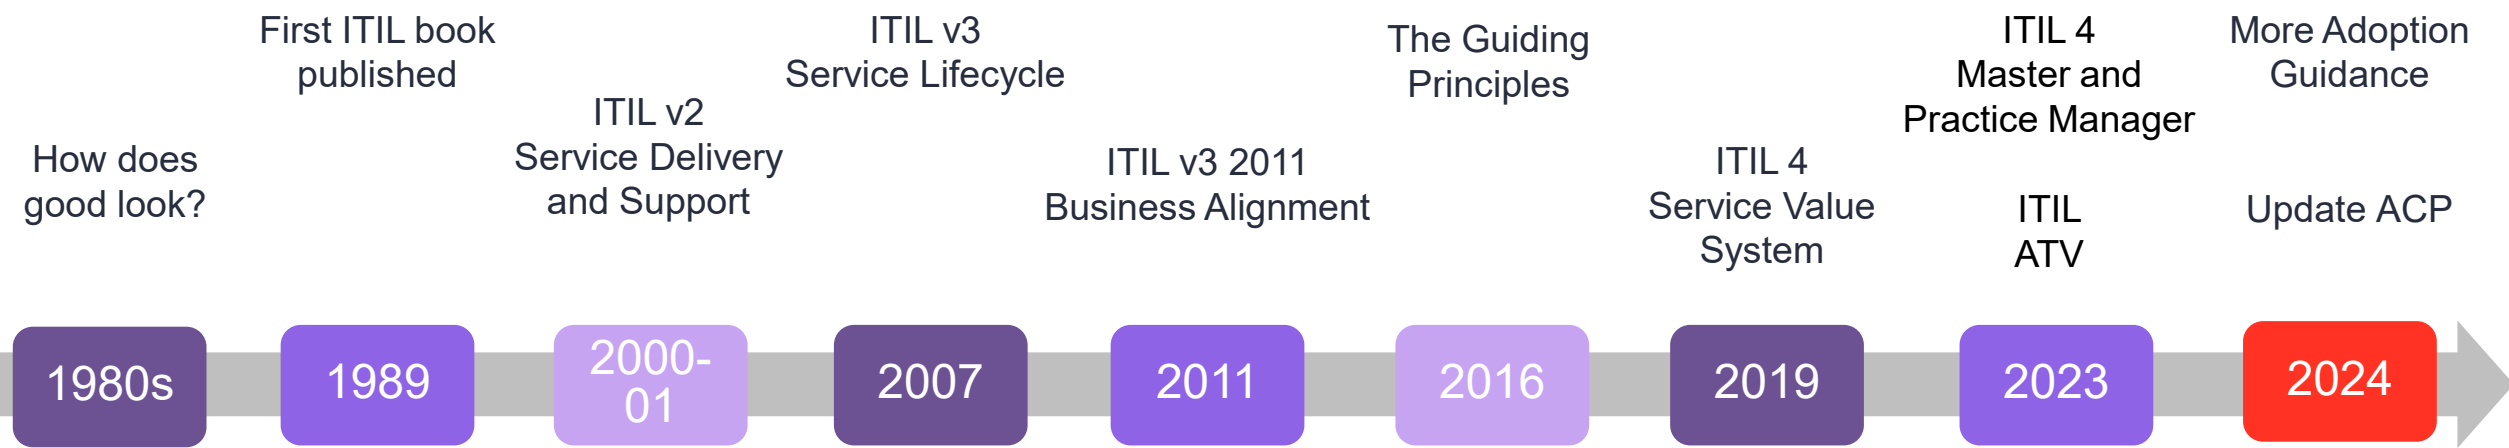 How does
good look?
First ITIL book
published
ITIL v2
Service Delivery
and Support
ITIL v3
Service Lifecycle
ITIL v3 2011
Business Alignment
The Guiding
Principles
ITIL 4
Service Value
System
ITIL 4
Master and
Practice Manager
ITIL
ATV
More Adoption
Guidance
Update ACP
1980s
1989
2000-
01
2007
2011
2016
2019
2023
2024